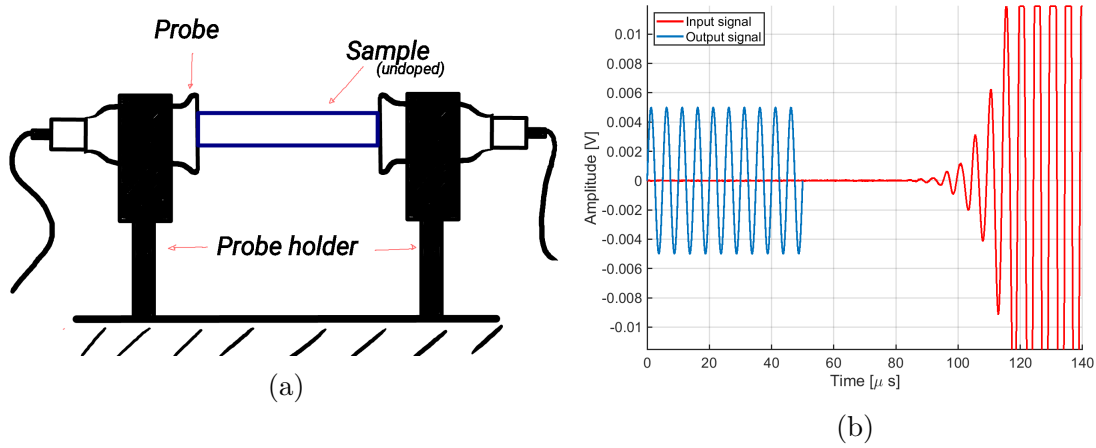 Probe
Sample
(undoped)
Probe holder
(a)
Input signal
Output signal
0.01
0.008
0.006
0.004
0.002
0
-0.002
-0.004
-0.006
-0.008
-0.01
Amplitude [V]
0 20 40 60 80 100 120 140
Time [μ s]
(b)